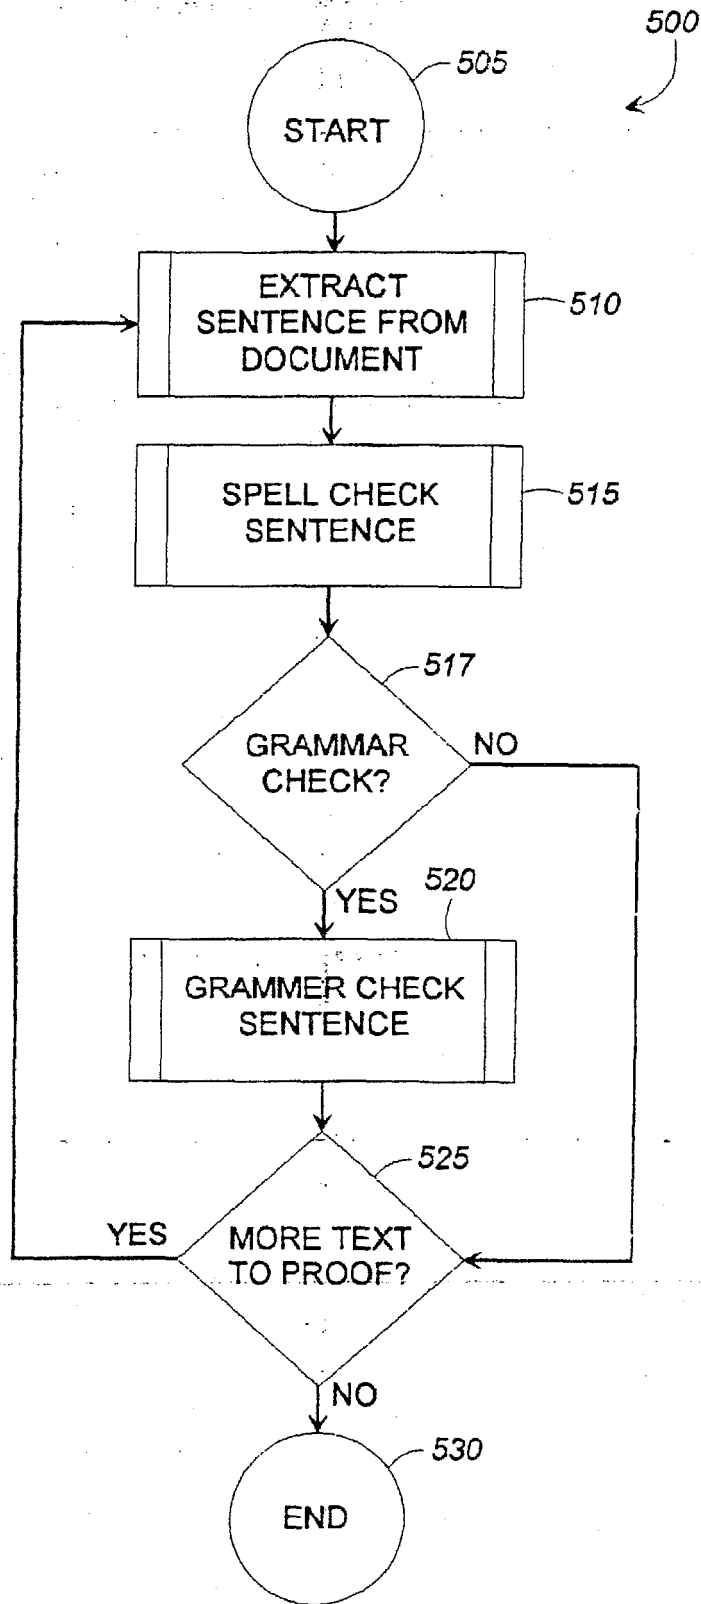 500
505
START
EXTRACT
SENTENCE FROM
DOCUMENT
510
SPELL CHECK
SENTENCE
515
517
GRAMMAR
CHECK?
NO
YES
520
GRAMMER CHECK
SENTENCE
525
YES
MORE TEXT
TO PROOF?
NO
530
END